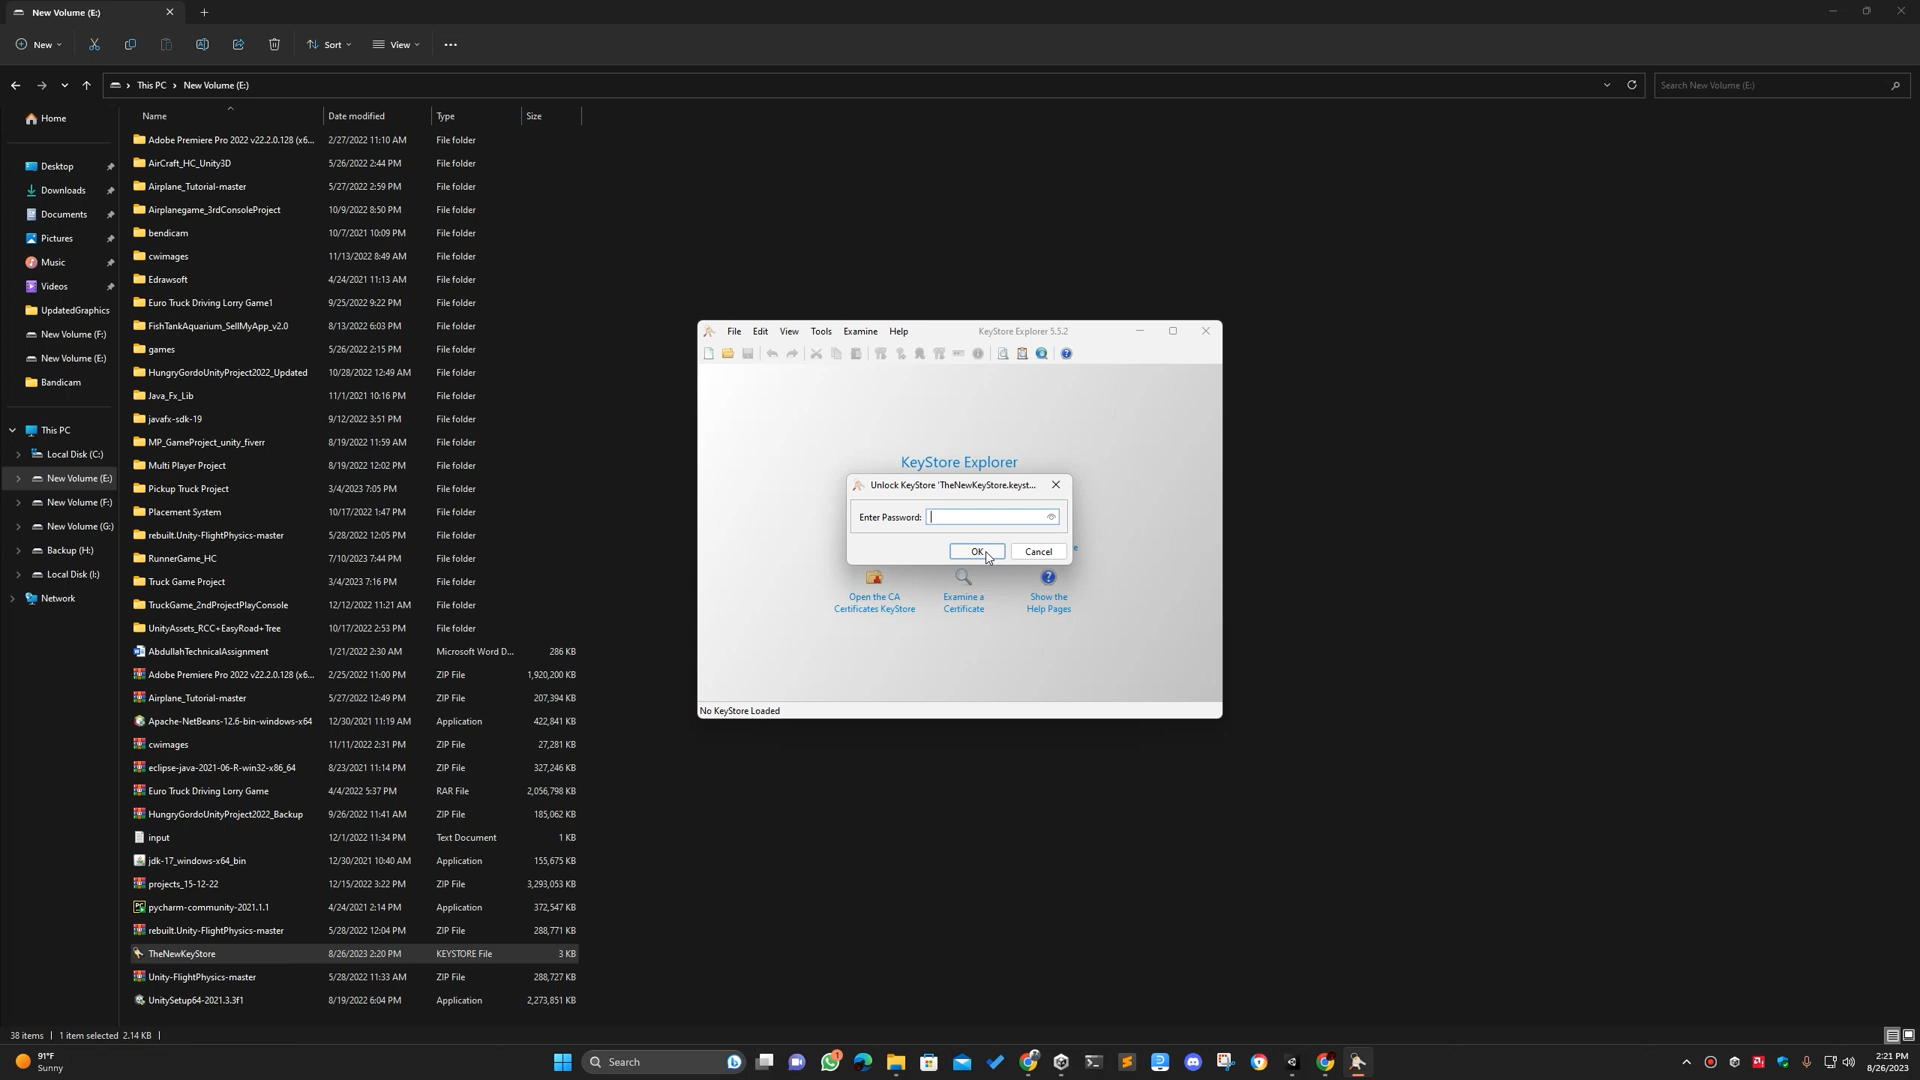 New Volume (E:)
New
Sort
View
This PC > New Volume (E:)
Search New Volume (E:)
Home
Desktop
Downloads
Documents
Pictures
Music
Videos
UpdatedGraphics
New Volume (F:)
New Volume (E:)
Bandicam
This PC
Local Disk (C:)
New Volume (E:)
New Volume (F:)
New Volume (G:)
Backup (H:)
Local Disk (I:)
Network
Name Date modified Type Size
Adobe Premiere Pro 2022 v22.2.0.128 (x6... 2/27/2022 11:10 AM File folder
AirCraft_HC_Unity3D 5/26/2022 2:44 PM File folder
Airplane_Tutorial-master 5/27/2022 2:59 PM File folder
Airplanegame_3rdConsoleProject 10/9/2022 8:50 PM File folder
bendicam 10/7/2021 10:09 PM File folder
cwimages 11/13/2022 8:49 AM File folder
Edrawsoft 4/24/2021 11:13 AM File folder
Euro Truck Driving Lorry Game1 9/25/2022 9:22 PM File folder
FishTankAquarium_SellMyApp_v2.0 8/13/2022 6:03 PM File folder
games 5/26/2022 2:15 PM File folder
HungryGordoUnityProject2022_Updated 10/28/2022 12:49 AM File folder
Java_Fx_Lib 11/1/2021 10:16 PM File folder
javafx-sdk-19 9/12/2022 3:51 PM File folder
MP_GameProject_unity_fiverr 8/19/2022 11:59 AM File folder
Multi Player Project 8/19/2022 12:02 PM File folder
Pickup Truck Project 3/4/2023 7:05 PM File folder
Placement System 10/17/2022 1:47 PM File folder
rebuilt.Unity-FlightPhysics-master 5/28/2022 12:05 PM File folder
RunnerGame_HC 7/10/2023 7:44 PM File folder
Truck Game Project 3/4/2023 7:16 PM File folder
TruckGame_2ndProjectPlayConsole 12/12/2022 11:21 AM File folder
UnityAssets_RCC+EasyRoad+Tree 10/17/2022 2:53 PM File folder
AbdullahTechnicalAssignment 1/21/2022 2:30 AM Microsoft Word D... 286 KB
Adobe Premiere Pro 2022 v22.2.0.128 (x6... 2/25/2022 11:00 PM ZIP File 1,920,200 KB
Airplane_Tutorial-master 5/27/2022 12:49 PM ZIP File 207,394 KB
Apache-NetBeans-12.6-bin-windows-x64 12/30/2021 11:19 AM Application 422,841 KB
cwimages 11/11/2022 2:31 PM ZIP File 27,281 KB
eclipse-java-2021-06-R-win32-x86_64 8/23/2021 11:14 PM ZIP File 327,246 KB
Euro Truck Driving Lorry Game 4/4/2022 5:37 PM RAR File 2,056,798 KB
HungryGordoUnityProject2022_Backup 9/26/2022 11:41 AM ZIP File 185,062 KB
input 12/1/2022 11:34 PM Text Document 1 KB
jdk-17_windows-x64_bin 12/30/2021 10:40 AM Application 155,675 KB
projects_15-12-22 12/15/2022 3:22 PM ZIP File 3,293,053 KB
pycharm-community-2021.1.1 4/24/2021 2:14 PM Application 372,547 KB
rebuilt.Unity-FlightPhysics-master 5/28/2022 12:04 PM ZIP File 288,771 KB
TheNewKeyStore 8/26/2023 2:20 PM KEYSTORE File 3 KB
Unity-FlightPhysics-master 5/28/2022 11:33 AM ZIP File 288,727 KB
UnitySetup64-2021.3.3f1 8/19/2022 6:04 PM Application 2,273,851 KB
File Edit View Tools Examine Help KeyStore Explorer 5.5.2
KeyStore Explorer
Unlock KeyStore 'TheNewKeyStore.keyst...
Enter Password:
OK Cancel
Open the CA
Certificates KeyStore
Examine a
Certificate
Show the
Help Pages
No KeyStore Loaded
38 items 1 item selected 2.14 KB
91°F
Sunny
Search
2:21 PM
8/26/2023